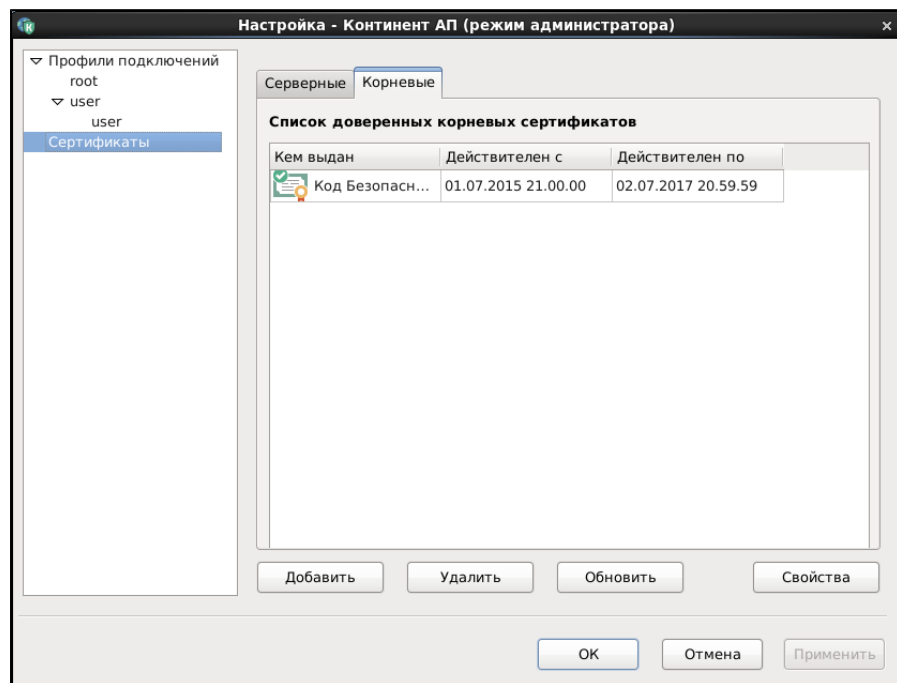 Настройка - Континент АП (режим администратора)
Профили подключений
root
user
user
Сертификаты
Серверные Корневые
Список доверенных корневых сертификатов
Кем выдан Действителен с Действителен по
Код Безопасн... 01.07.2015 21.00.00 02.07.2017 20.59.59
Добавить Удалить Обновить Свойства
ОК Отмена Применить